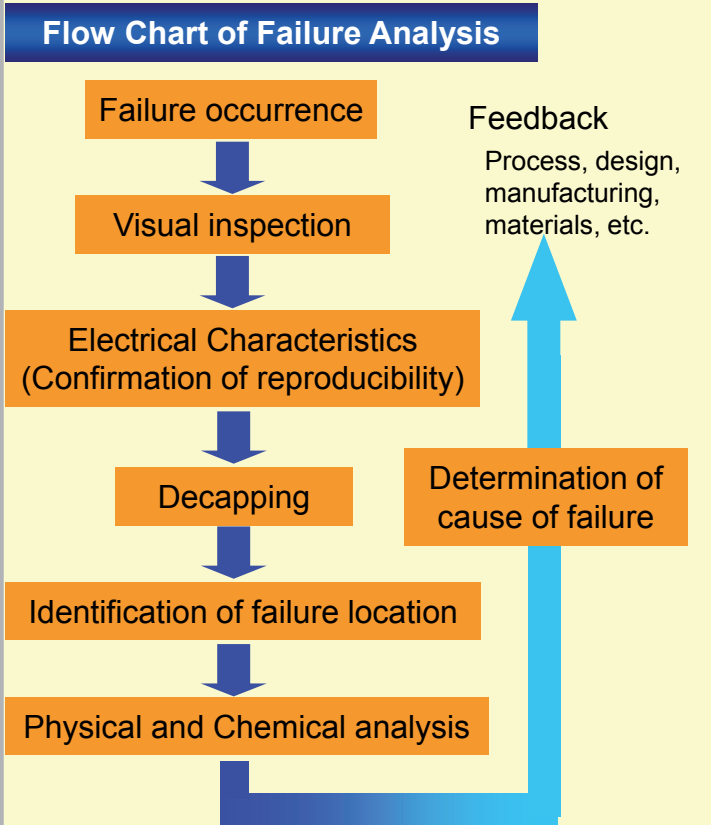 Flow Chart of Failure Analysis
Failure occurrence
Visual inspection
Electrical Characteristics
(Confirmation of reproducibility)
Decapping
Identification of failure location
Physical and Chemical analysis
Determination of
cause of failure
Feedback
Process, design,
manufacturing,
materials, etc.